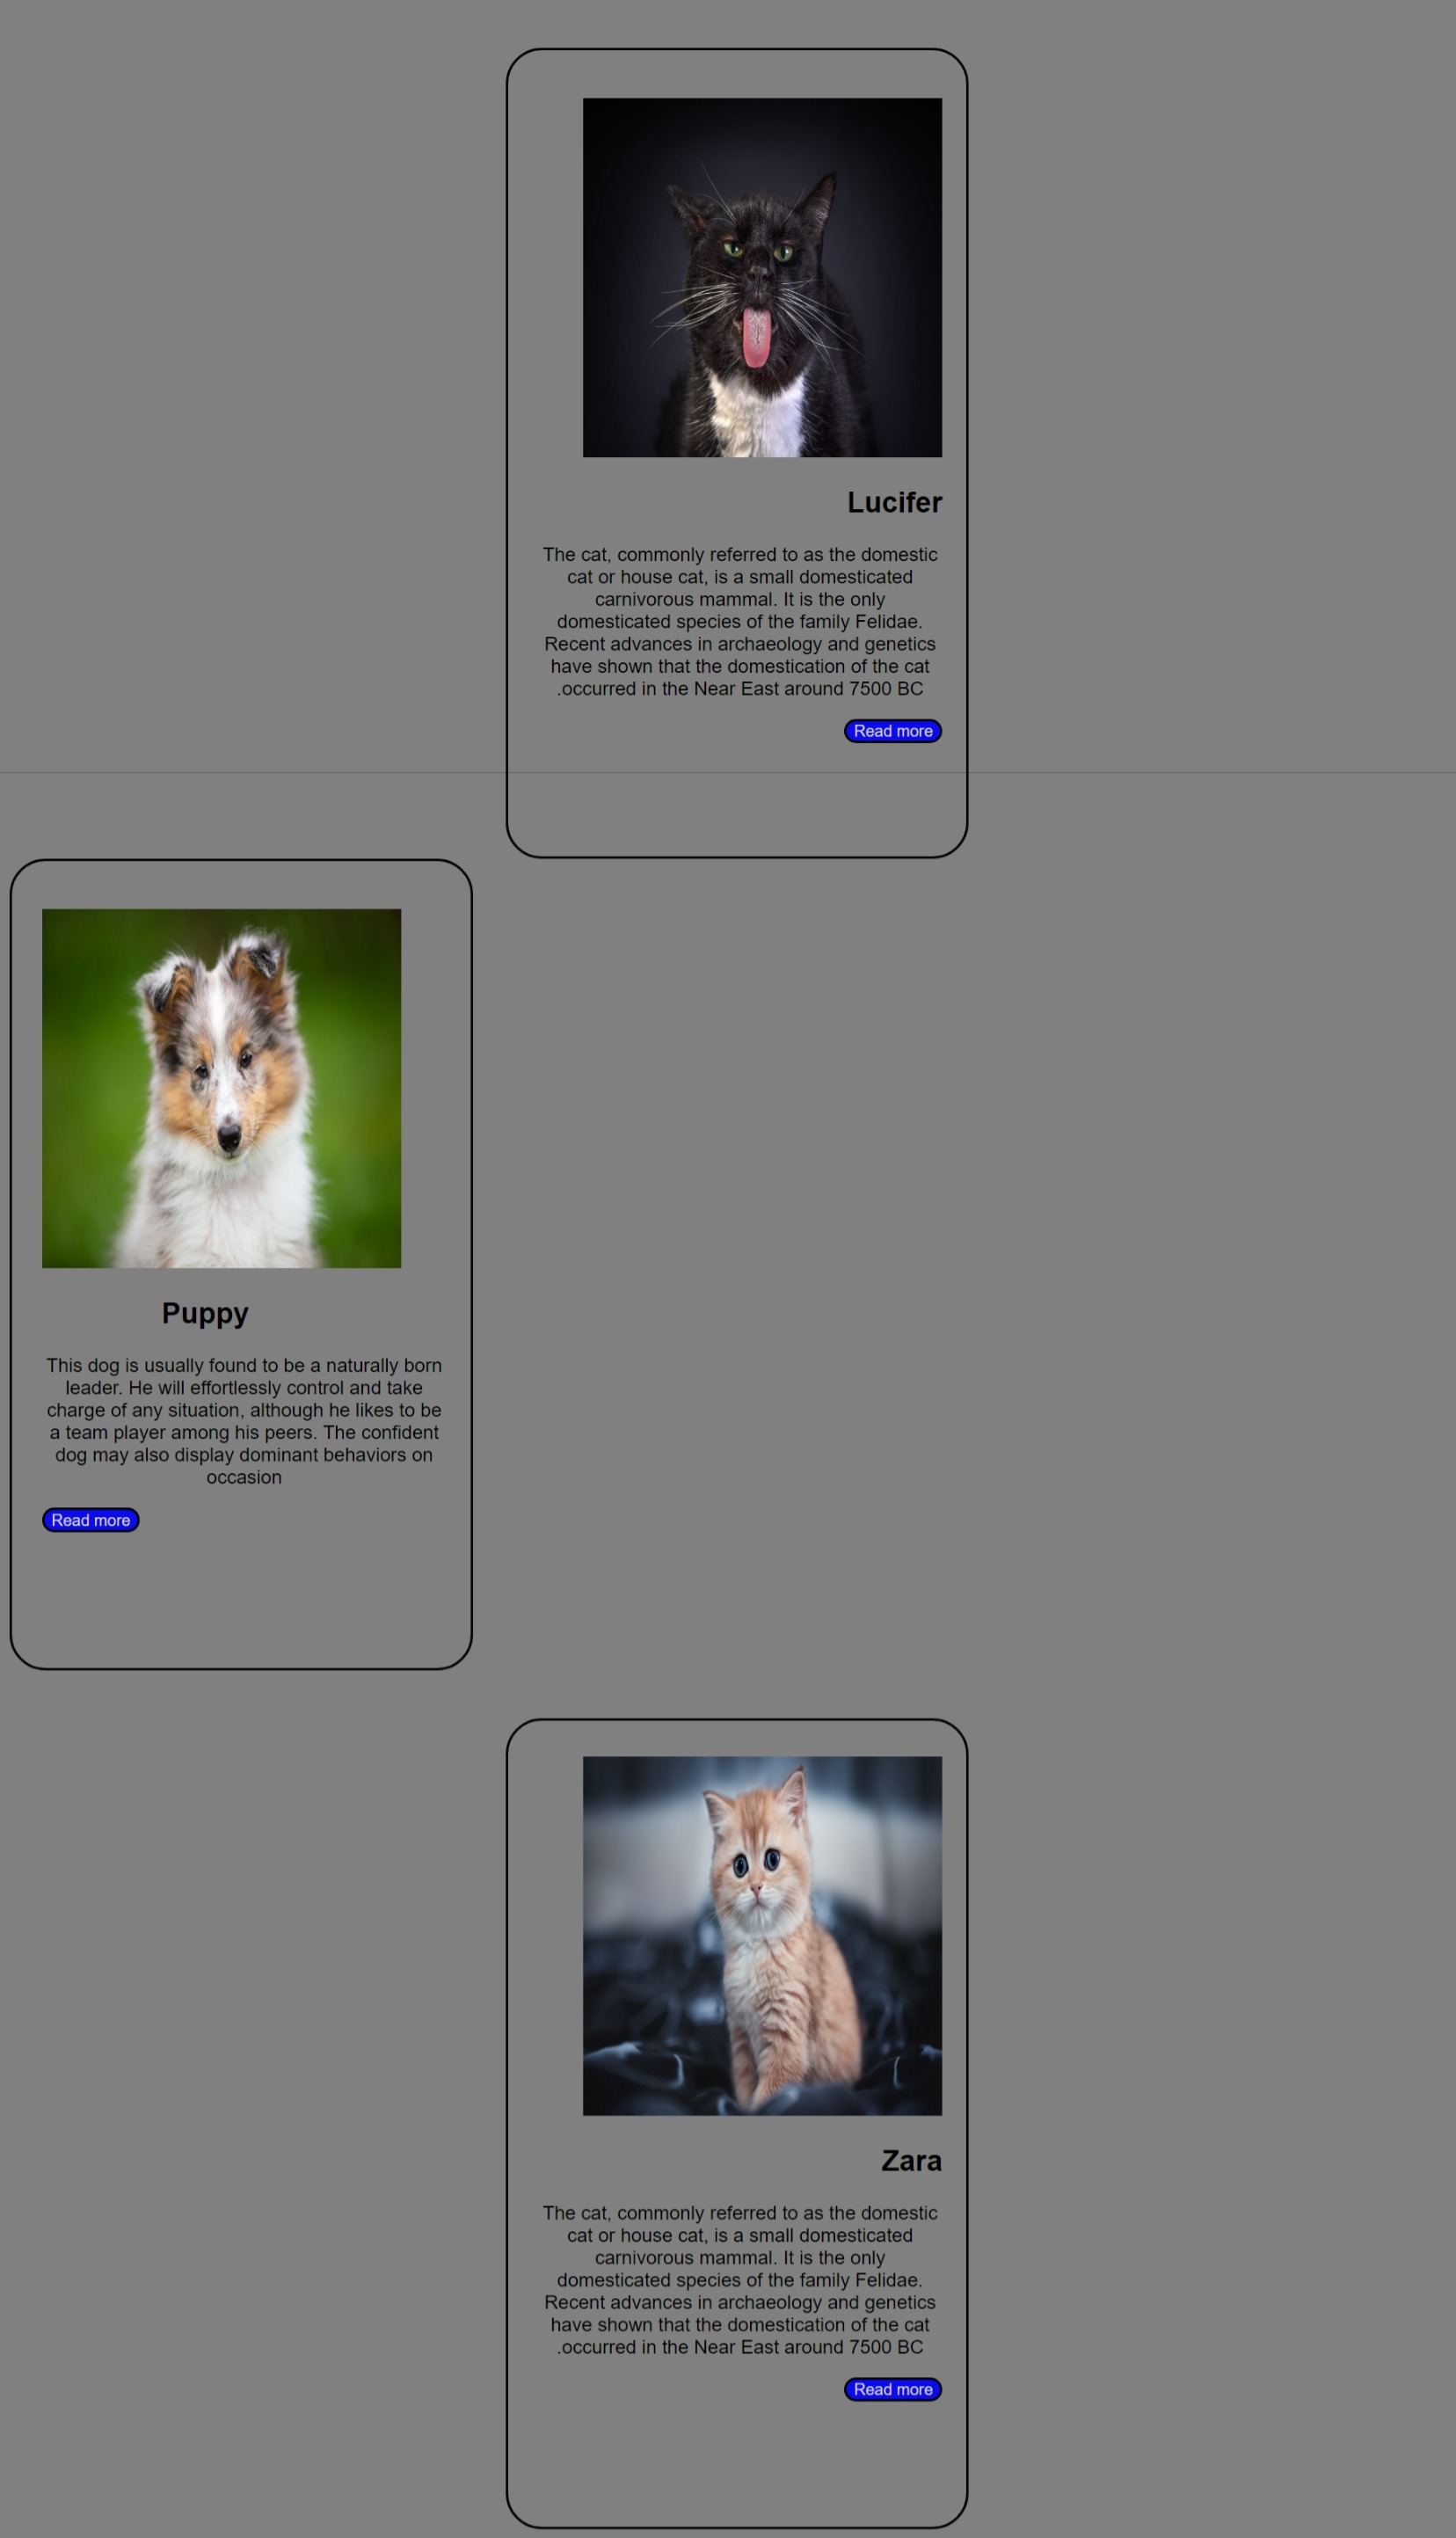 Lucifer
The cat, commonly referred to as the domestic
cat or house cat, is a small domesticated
carnivorous mammal. It is the only
domesticated species of the family Felidae.
Recent advances in archaeology and genetics
have shown that the domestication of the cat
.occurred in the Near East around 7500 BC
Read more
Puppy
This dog is usually found to be a naturally born
leader. He will effortlessly control and take
charge of any situation, although he likes to be
a team player among his peers. The confident
dog may also display dominant behaviors on
occasion
Read more
Zara
The cat, commonly referred to as the domestic
cat or house cat, is a small domesticated
carnivorous mammal. It is the only
domesticated species of the family Felidae.
Recent advances in archaeology and genetics
have shown that the domestication of the cat
.occurred in the Near East around 7500 BC
Read more